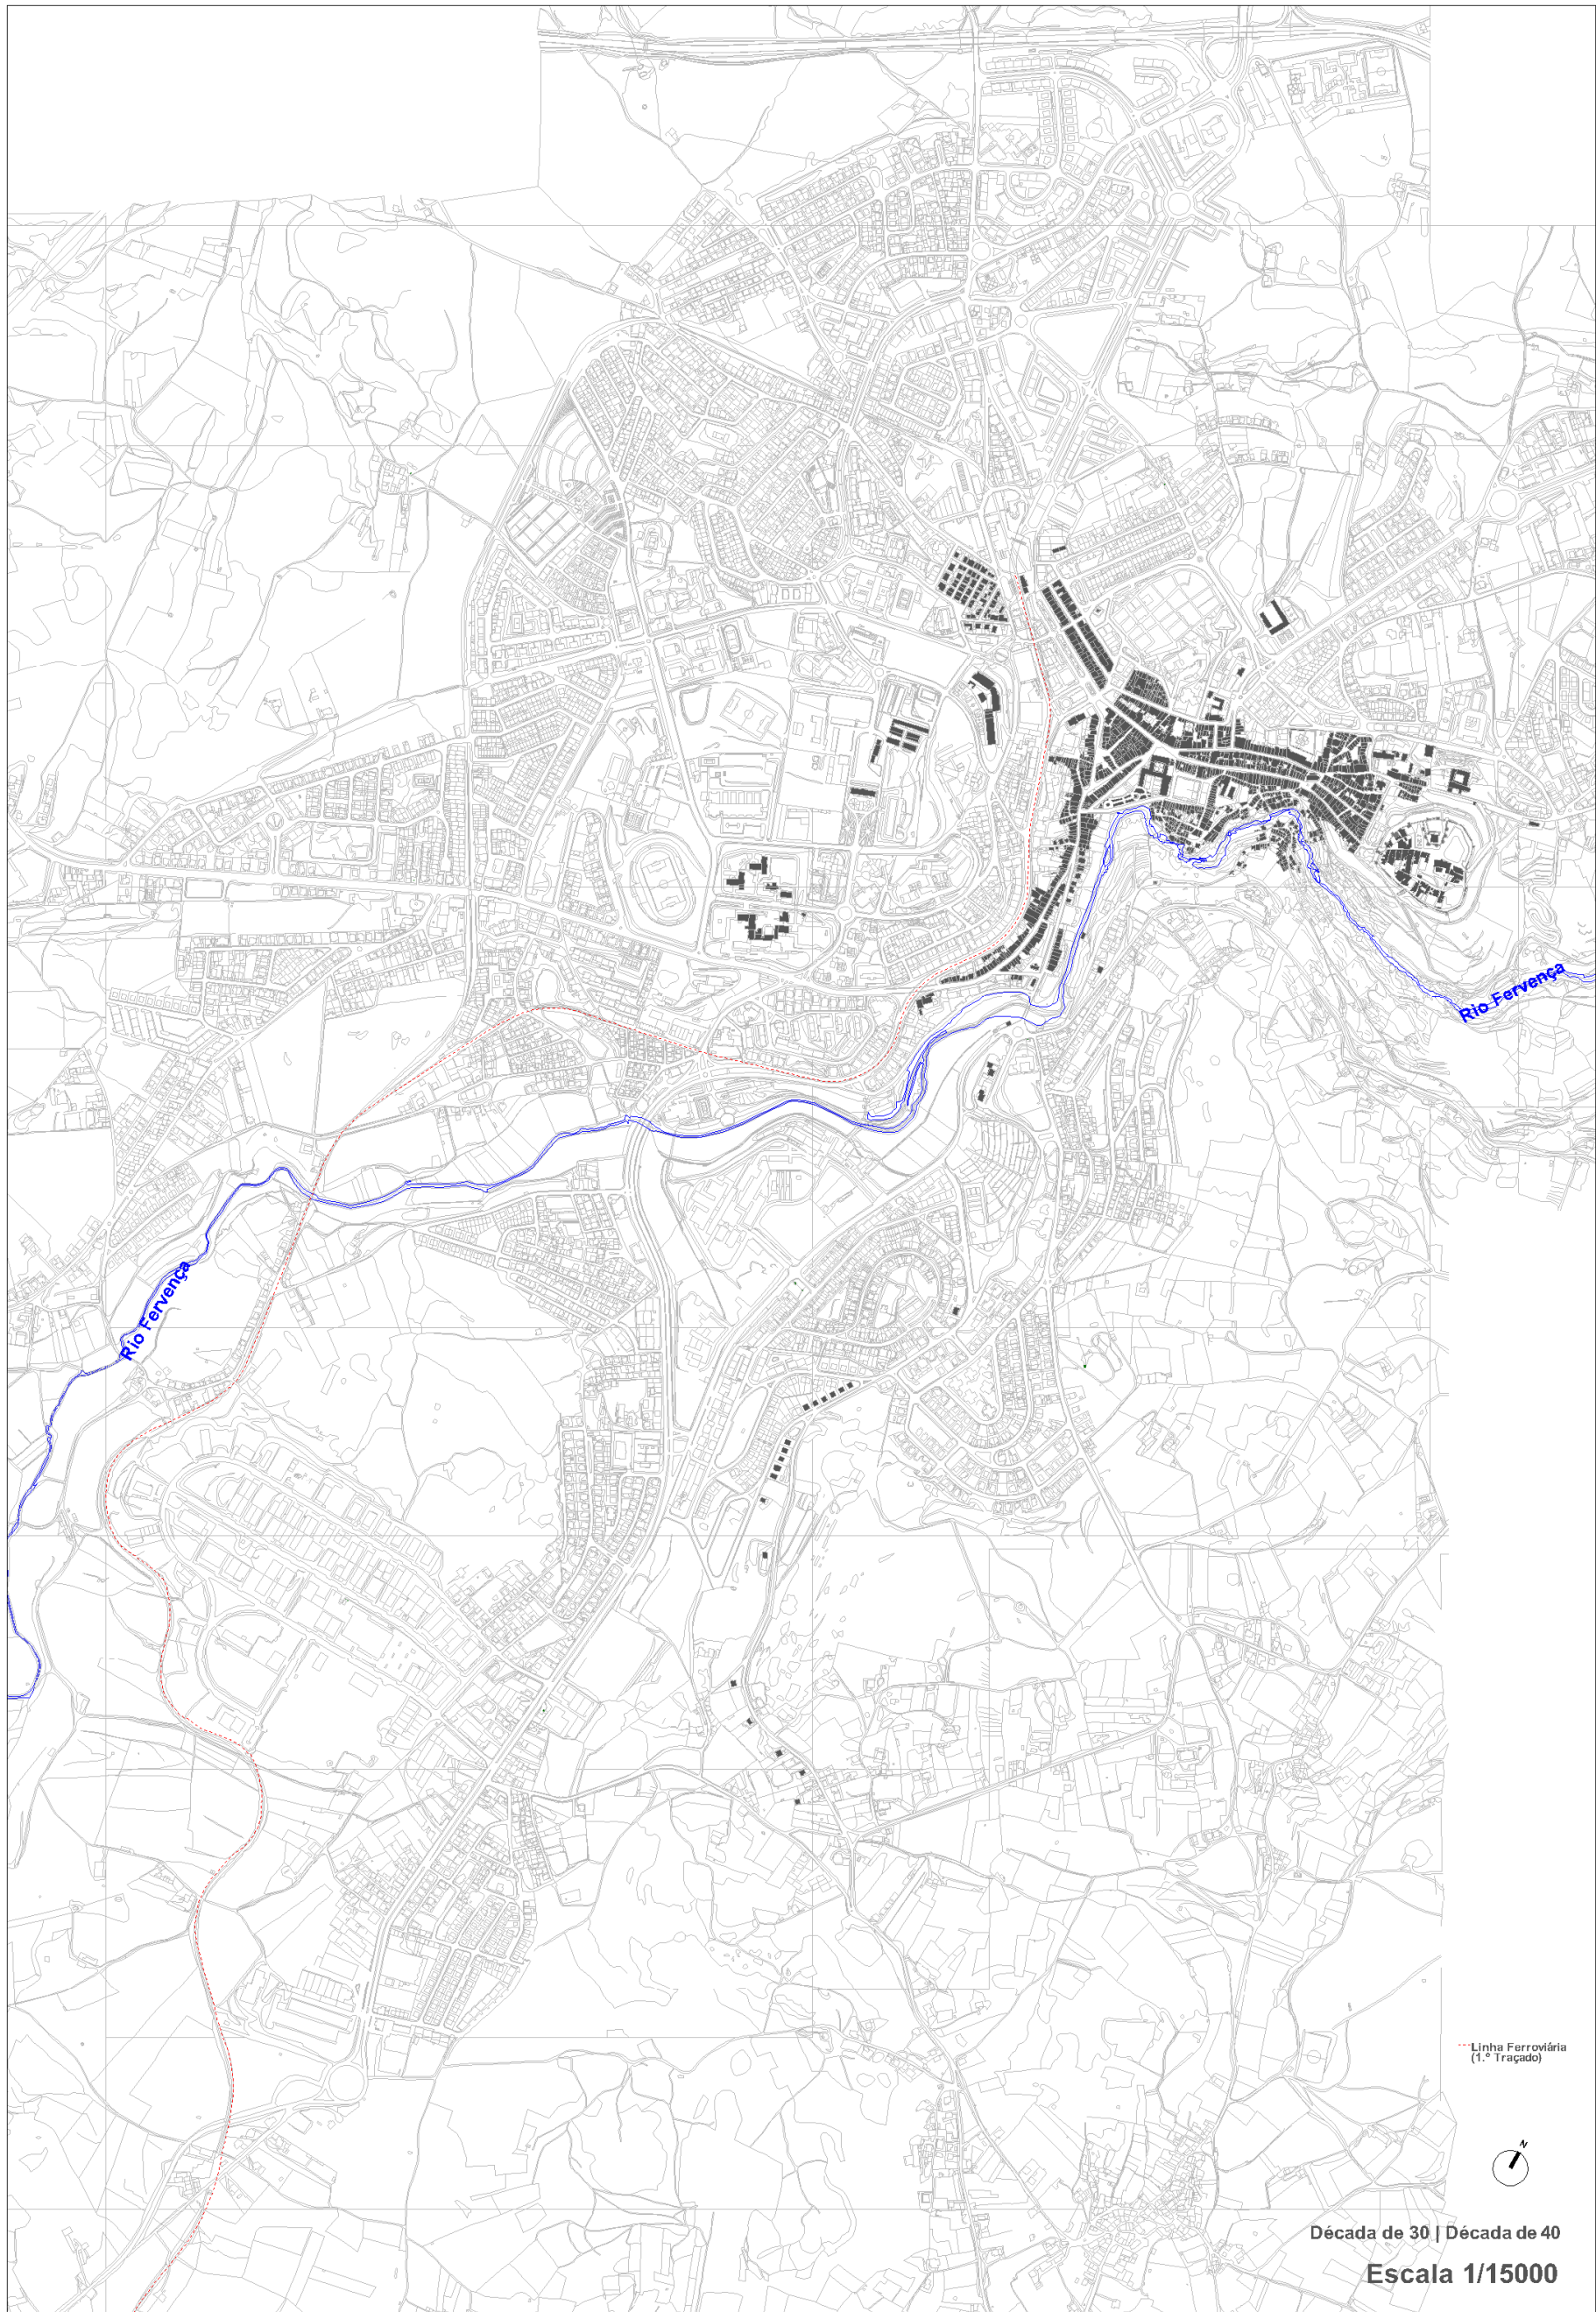 Rio Fervença
Rio Fervença
Linha Ferroviária
(1.º Traçado)
N
Década de 30 | Década de 40
Escala 1/15000